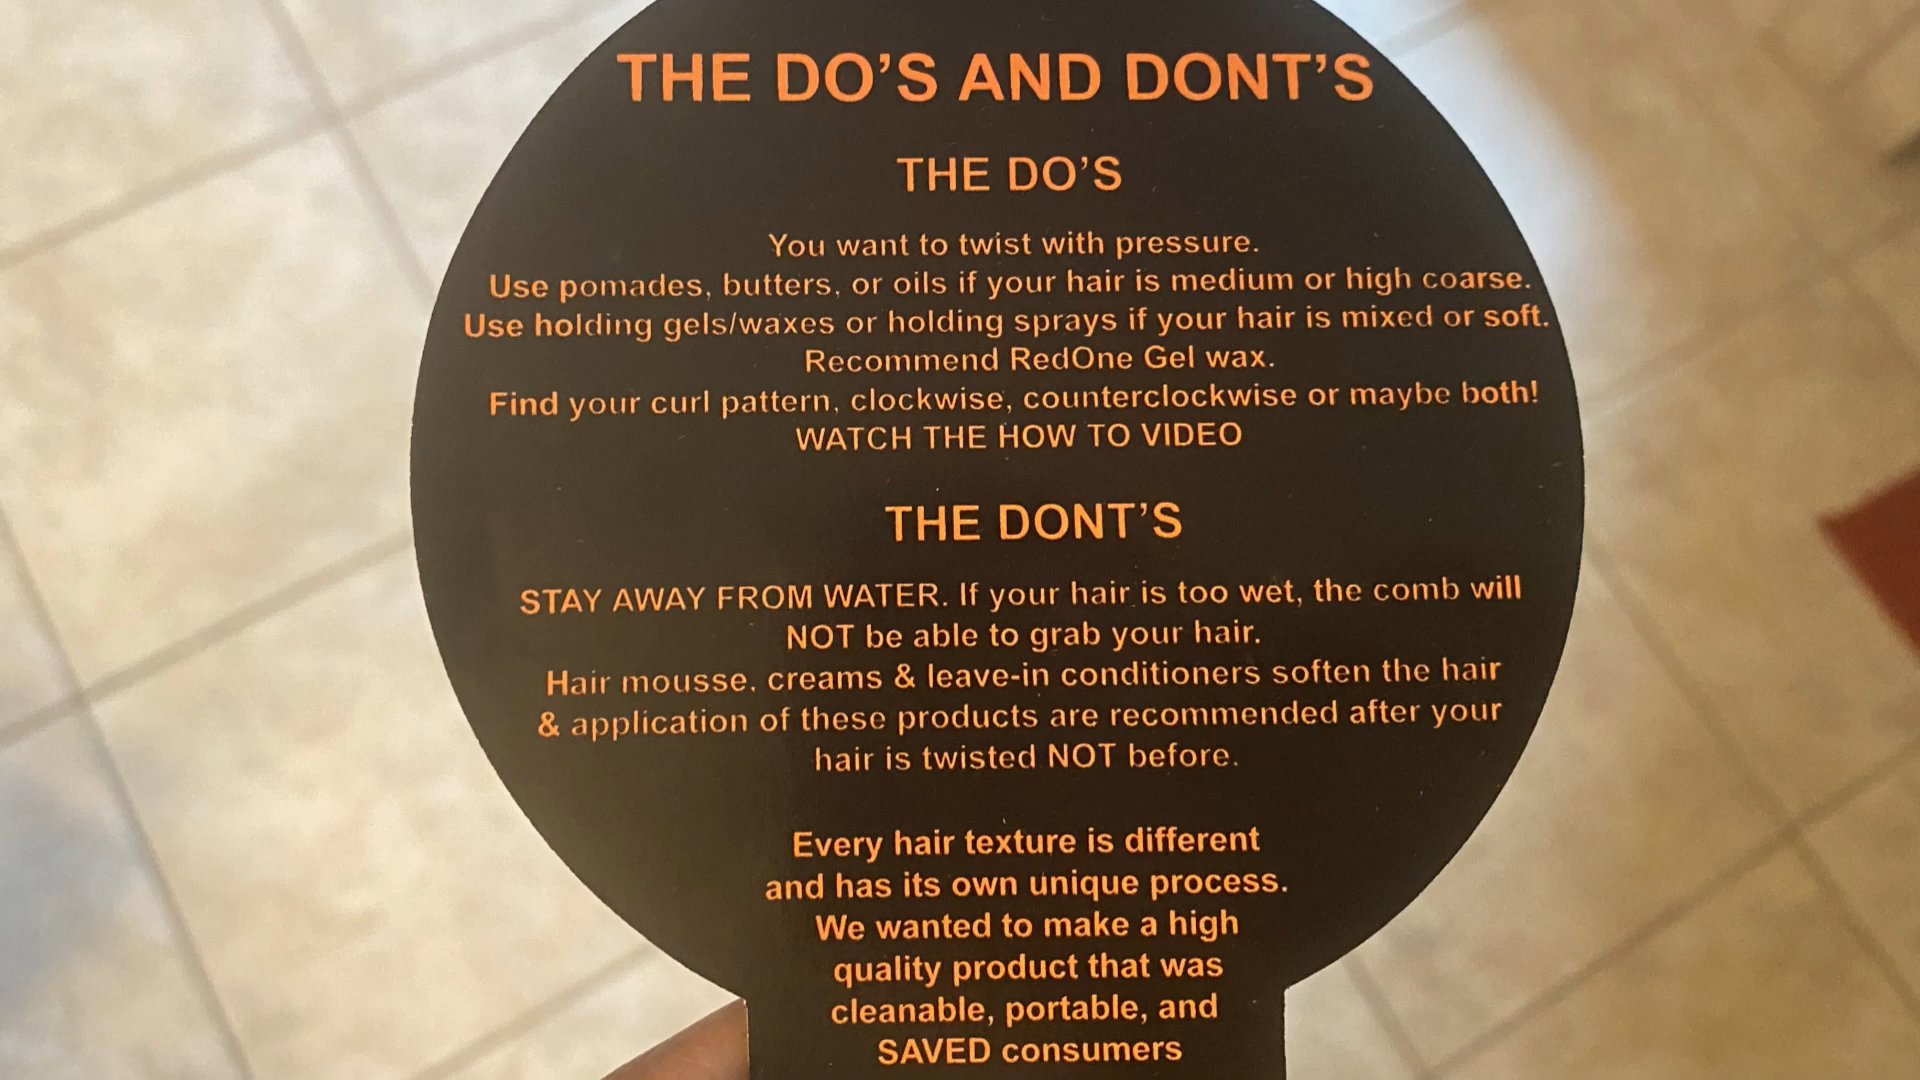 THE DO'S AND DONT'S
THE DO'S
You want to twist with pressure.
Use pomades, butters, or oils if your hair is medium or high coarse.
Use holding gels/waxes or holding sprays if your hair is mixed or soft.
Recommend RedOne Gel wax.
Find your curl pattern, clockwise, counterclockwise or maybe both!
WATCH THE HOW TO VIDEO
THE DONT'S
STAY AWAY FROM WATER. If your hair is too wet, the comb will
NOT be able to grab your hair.
Hair mousse, creams & leave-in conditioners soften the hair
& application of these products are recommended after your
hair is twisted NOT before.
Every hair texture is different
and has its own unique process.
We wanted to make a high
quality product that was
cleanable, portable, and
SAVED consumers